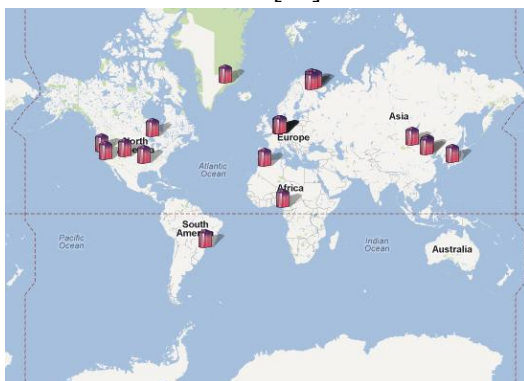 Asia
North
Europe
Atlantic
Ocean
Africa
South
Pacific
Ocean
Indian
Ocean
Australia